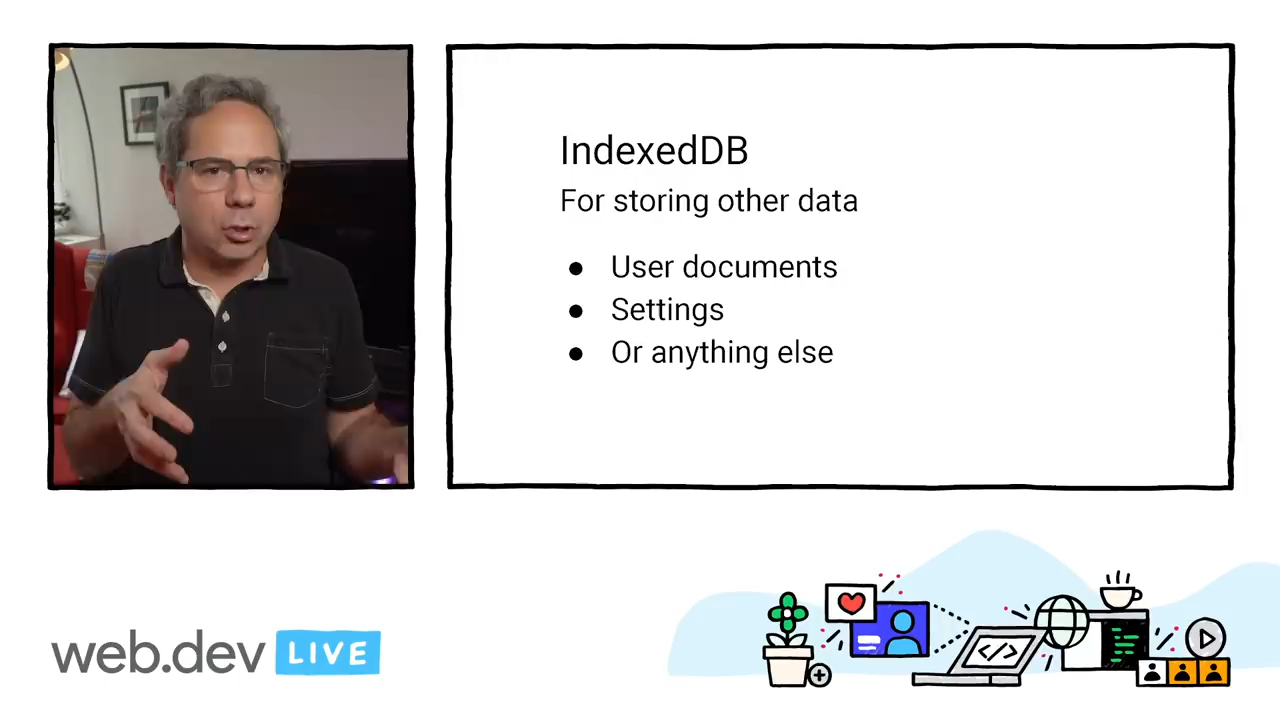 IndexedDB
For storing other data
● User documents
● Settings
● Or anything else
web.dev LIVE
</>